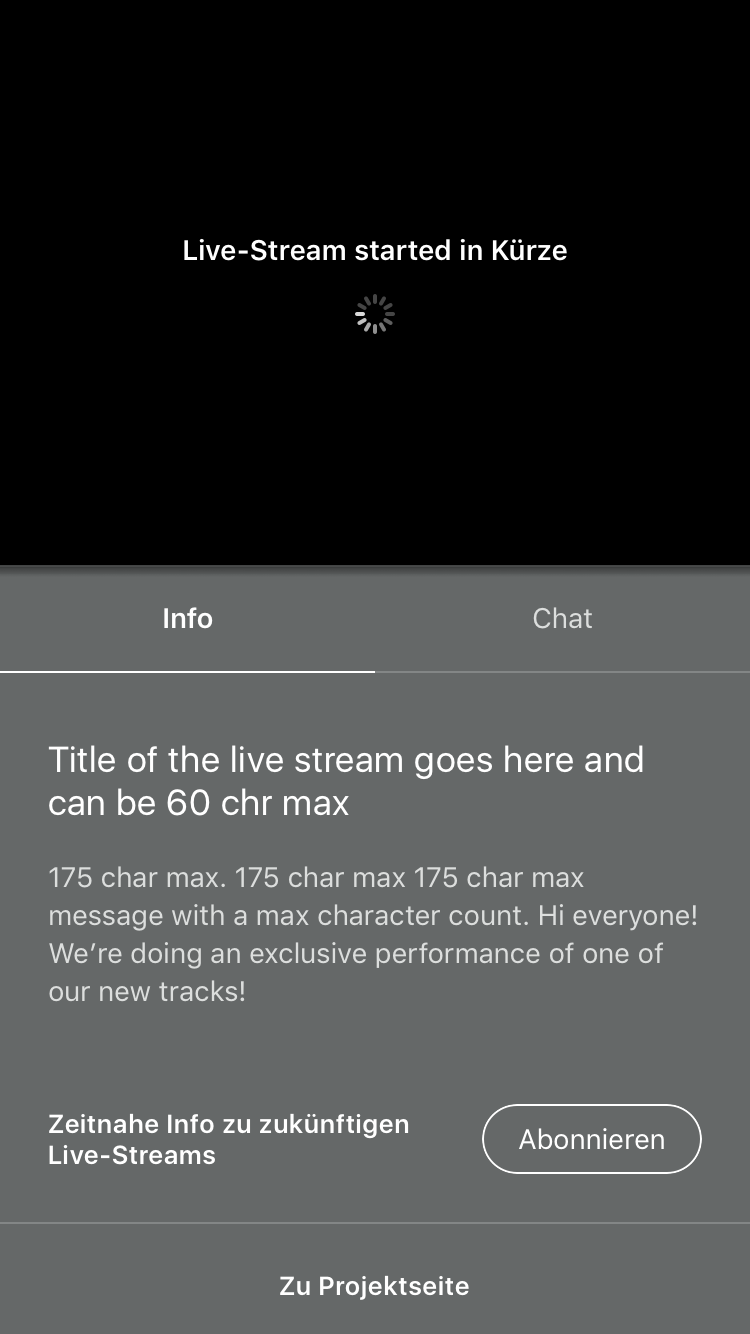 Live-Stream started in Kürze
Info
Chat
Title of the live stream goes here and
can be 60 chr max
175 char max. 175 char max 175 char max
message with a max character count. Hi everyone!
We’re doing an exclusive performance of one of
our new tracks!
Zeitnahe Info zu zukünftigen
Live-Streams
Abonnieren
Zu Projektseite